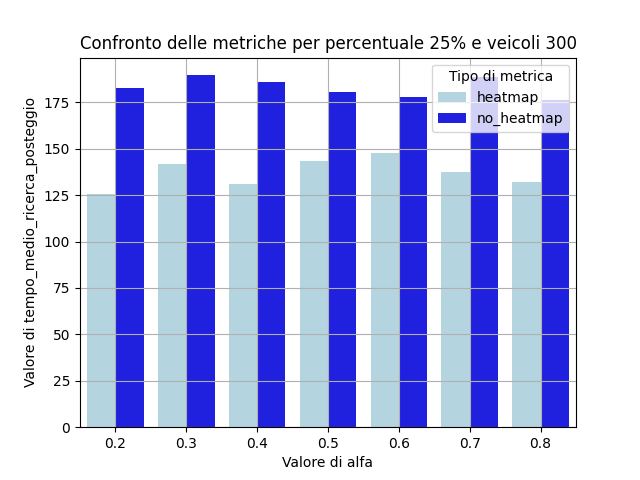 Confronto delle metriche per percentuale 25% e veicoli 300
Valore di tempo_medio_ricerca_posteggio
175
150
125
100
75
50
25
0
Tipo di metrica
heatmap
no_heatmap
0.2 0.3 0.4 0.5 0.6 0.7 0.8
Valore di alfa